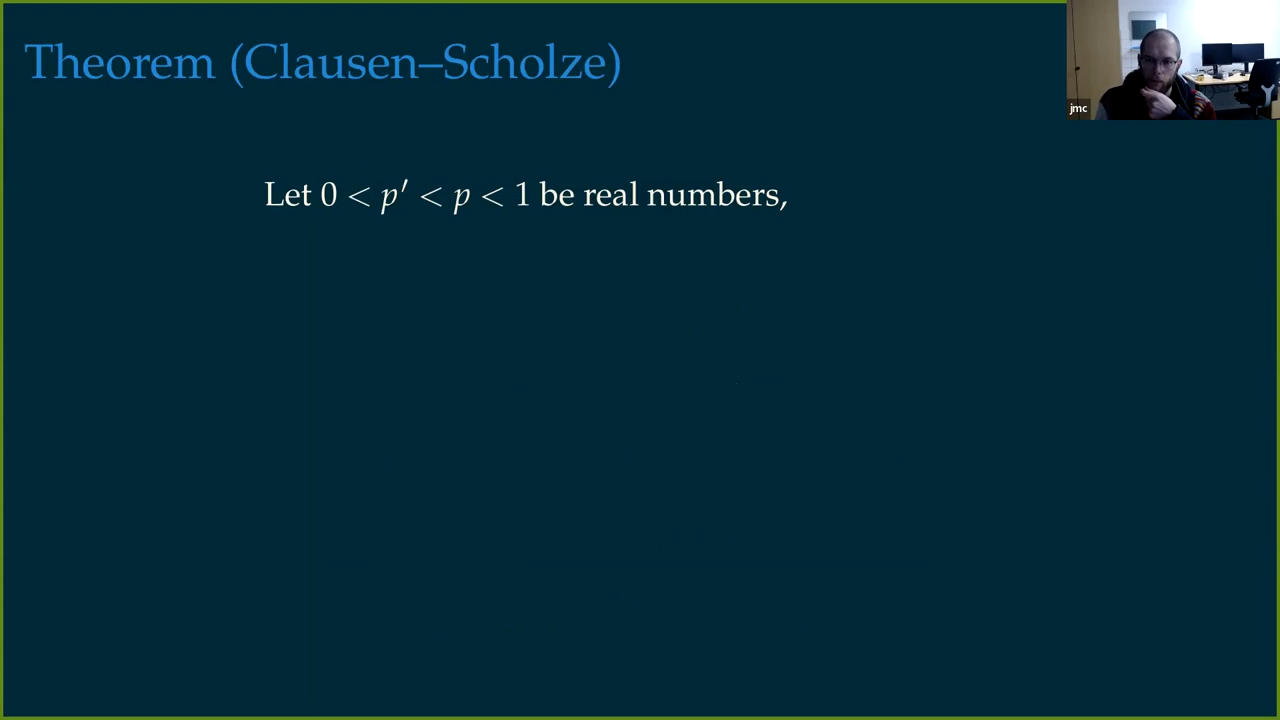 Theorem (Clausen–Scholze)
jmc
Let 0 < p′ < p < 1 be real numbers,